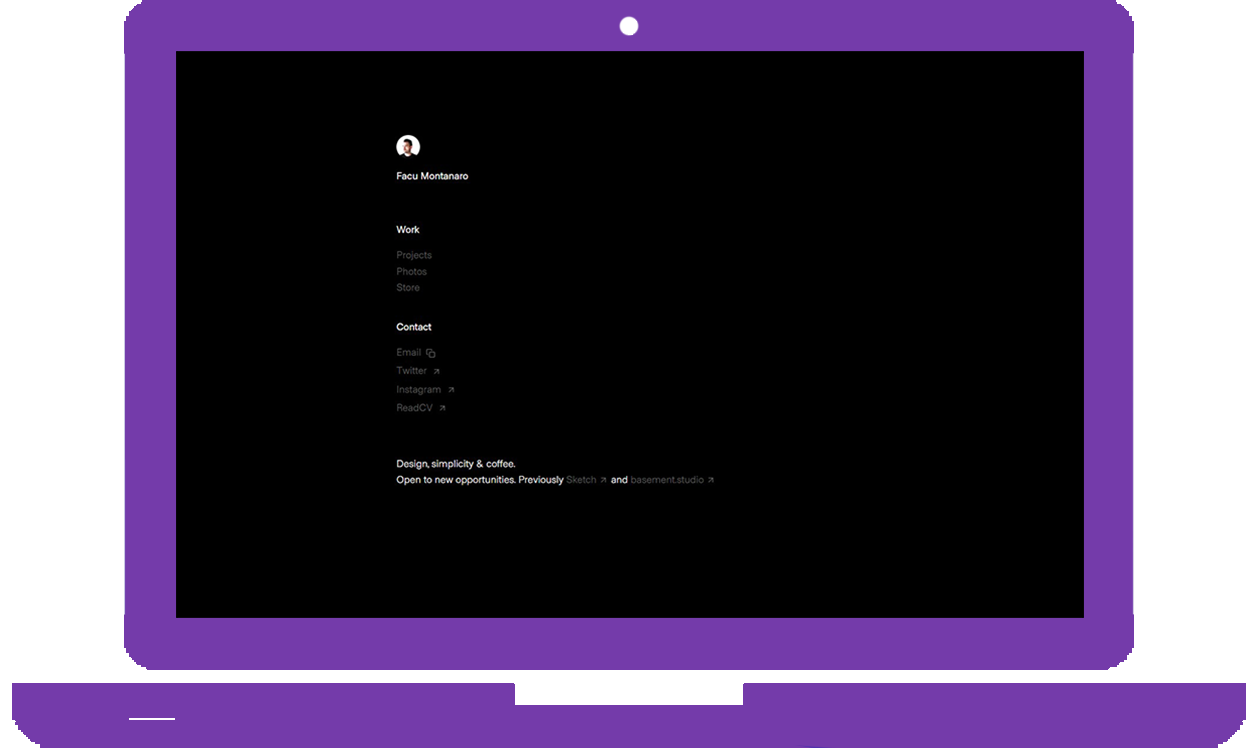 Facu Montanaro
Work
Projects
Photos
Store
Contact
Email
Twitter
Instagram
ReadCV
Design, simplicity & coffee.
Open to new opportunities. Previously Sketch and basement.studio